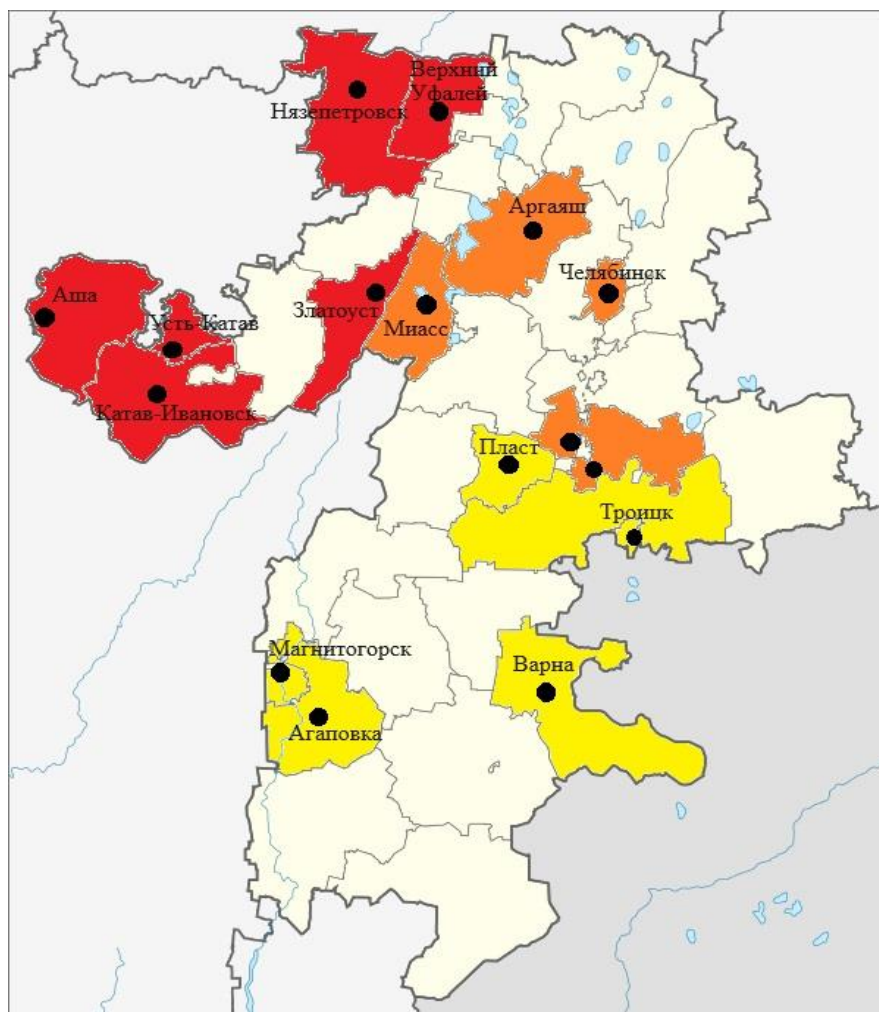 Верхний
Уфалей
Нязепетровск
Аргаяш
Челябинск
Аша
Златоуст
Усть-Катав
Миасс
Катав-Ивановск
Пласт
Троицк
Магнитогорск
Варна
Агаповка